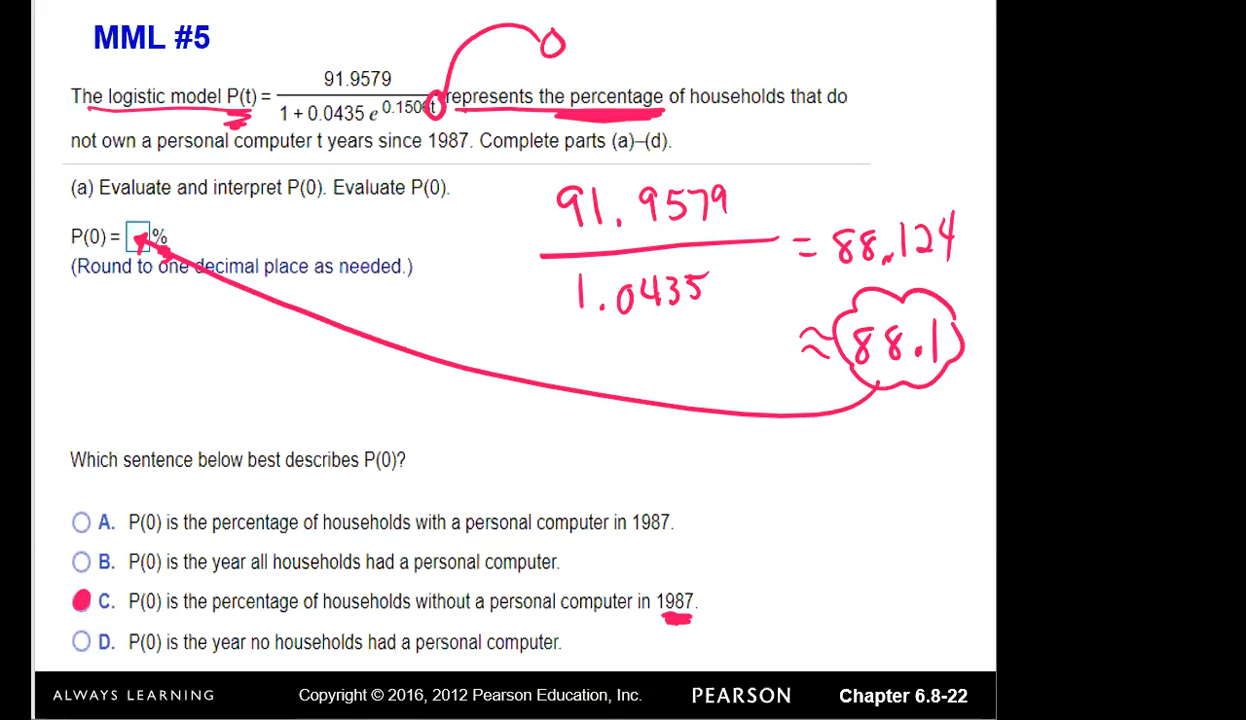 MML #5
0
The logistic model P(t) = 91.9579 / 1 + 0.0435 e 0.1506t represents the percentage of households that do
not own a personal computer t years since 1987. Complete parts (a)–(d).
(a) Evaluate and interpret P(0). Evaluate P(0).
91.9579
P(0) = % = 88.124
1.0435
(Round to one decimal place as needed.)
≈ 88.1
Which sentence below best describes P(0)?
A. P(0) is the percentage of households with a personal computer in 1987.
B. P(0) is the year all households had a personal computer.
C. P(0) is the percentage of households without a personal computer in 1987.
D. P(0) is the year no households had a personal computer.
ALWAYS LEARNING Copyright © 2016, 2012 Pearson Education, Inc. PEARSON Chapter 6.8-22